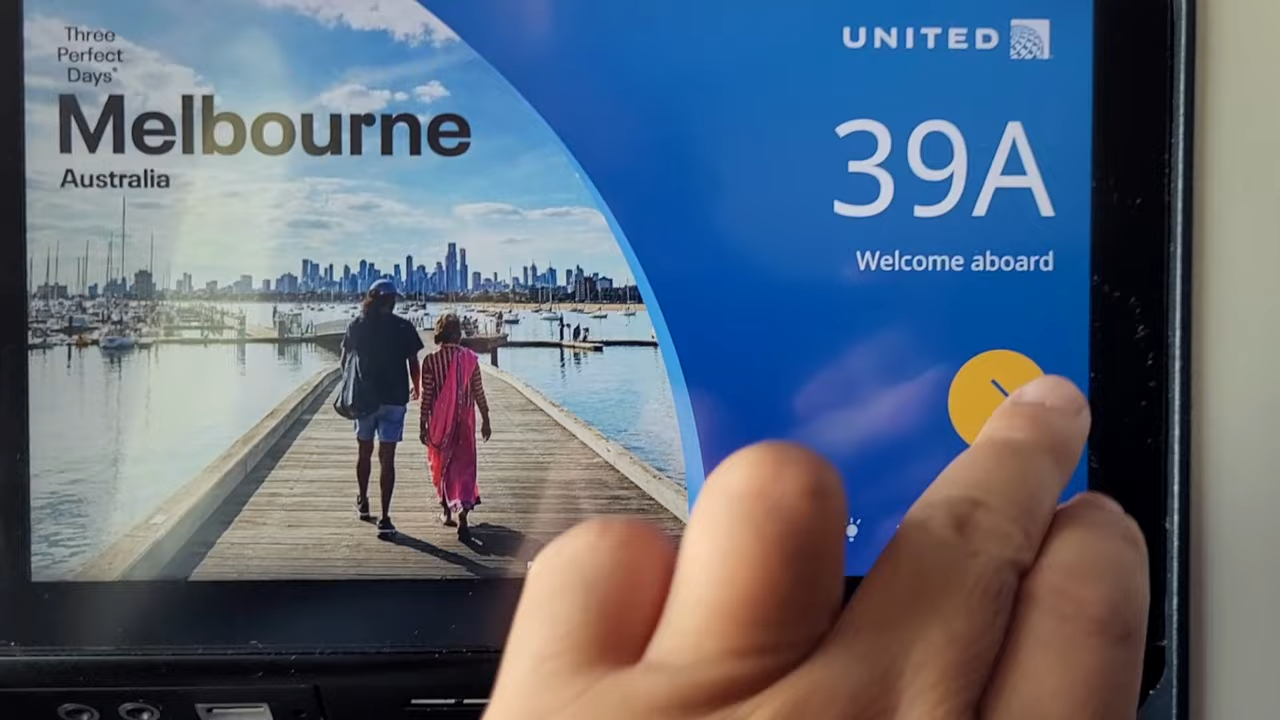 Three
Perfect
Days*
Melbourne
Australia
UNITED
39A
Welcome aboard